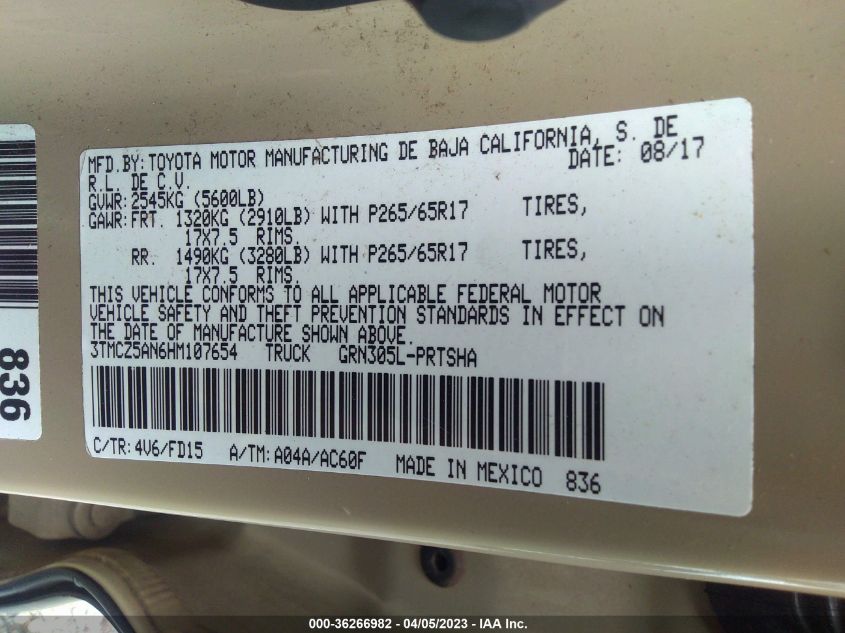 MFD.BY:TOYOTA MOTOR MANUFACTURING DE BAJA CALIFORNIA, S. DE
R.L. DE C.V. DATE: 08/17
GVWR:2545KG (5600LB)
GAWR:FRT. 1320KG (2910LB) WITH P265/65R17 TIRES,
17X7.5 RIMS.
RR. 1490KG (3280LB) WITH P265/65R17 TIRES,
17X7.5 RIMS.
THIS VEHICLE CONFORMS TO ALL APPLICABLE FEDERAL MOTOR
VEHICLE SAFETY AND THEFT PREVENTION STANDARDS IN EFFECT ON
THE DATE OF MANUFACTURE SHOWN ABOVE.
3TMCZ5AN6HM107654 TRUCK GRN305L-PRTSHA
C/TR:4V6/FD15 A/TM:A04A/AC60F MADE IN MEXICO 836
836
000-36266982 - 04/05/2023 - IAA Inc.